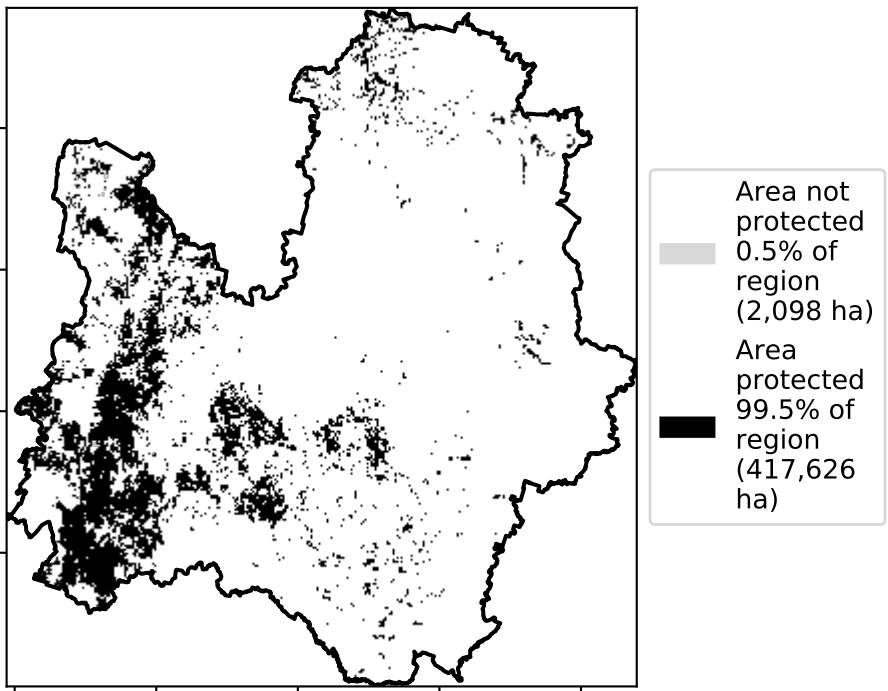 Area not
protected
0.5% of
region
(2,098 ha)
Area
protected
99.5% of
region
(417,626
ha)